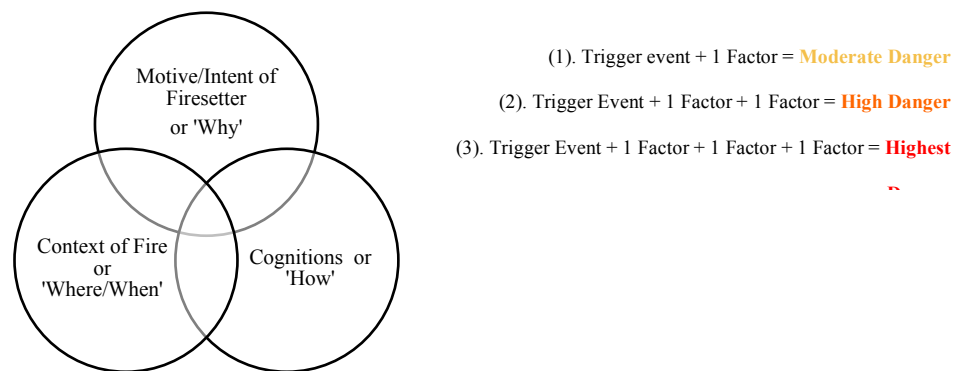 Motive/Intent of
Firesetter
or 'Why'
Context of Fire
or
'Where/When'
Cognitions or
'How'
(1). Trigger event + 1 Factor = Moderate Danger
(2). Trigger Event + 1 Factor + 1 Factor = High Danger
(3). Trigger Event + 1 Factor + 1 Factor + 1 Factor = Highest